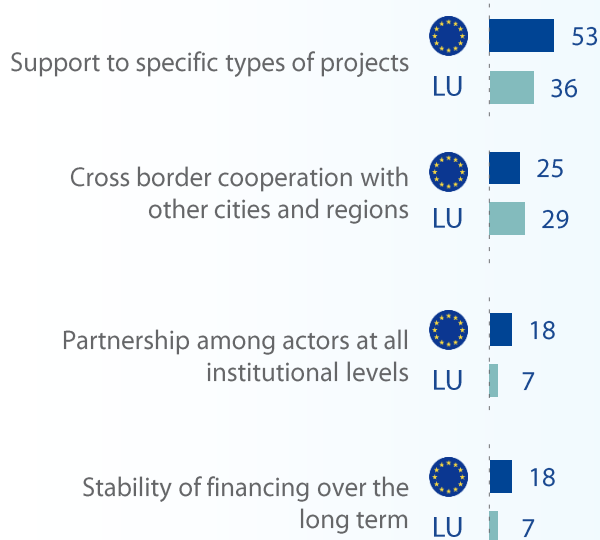 53
Support to specific types of projects
LU 36
25
Cross border cooperation with
other cities and regions
LU 29
18
Partnership among actors at all
institutional levels
LU 7
18
Stability of financing over the
long term
LU 7